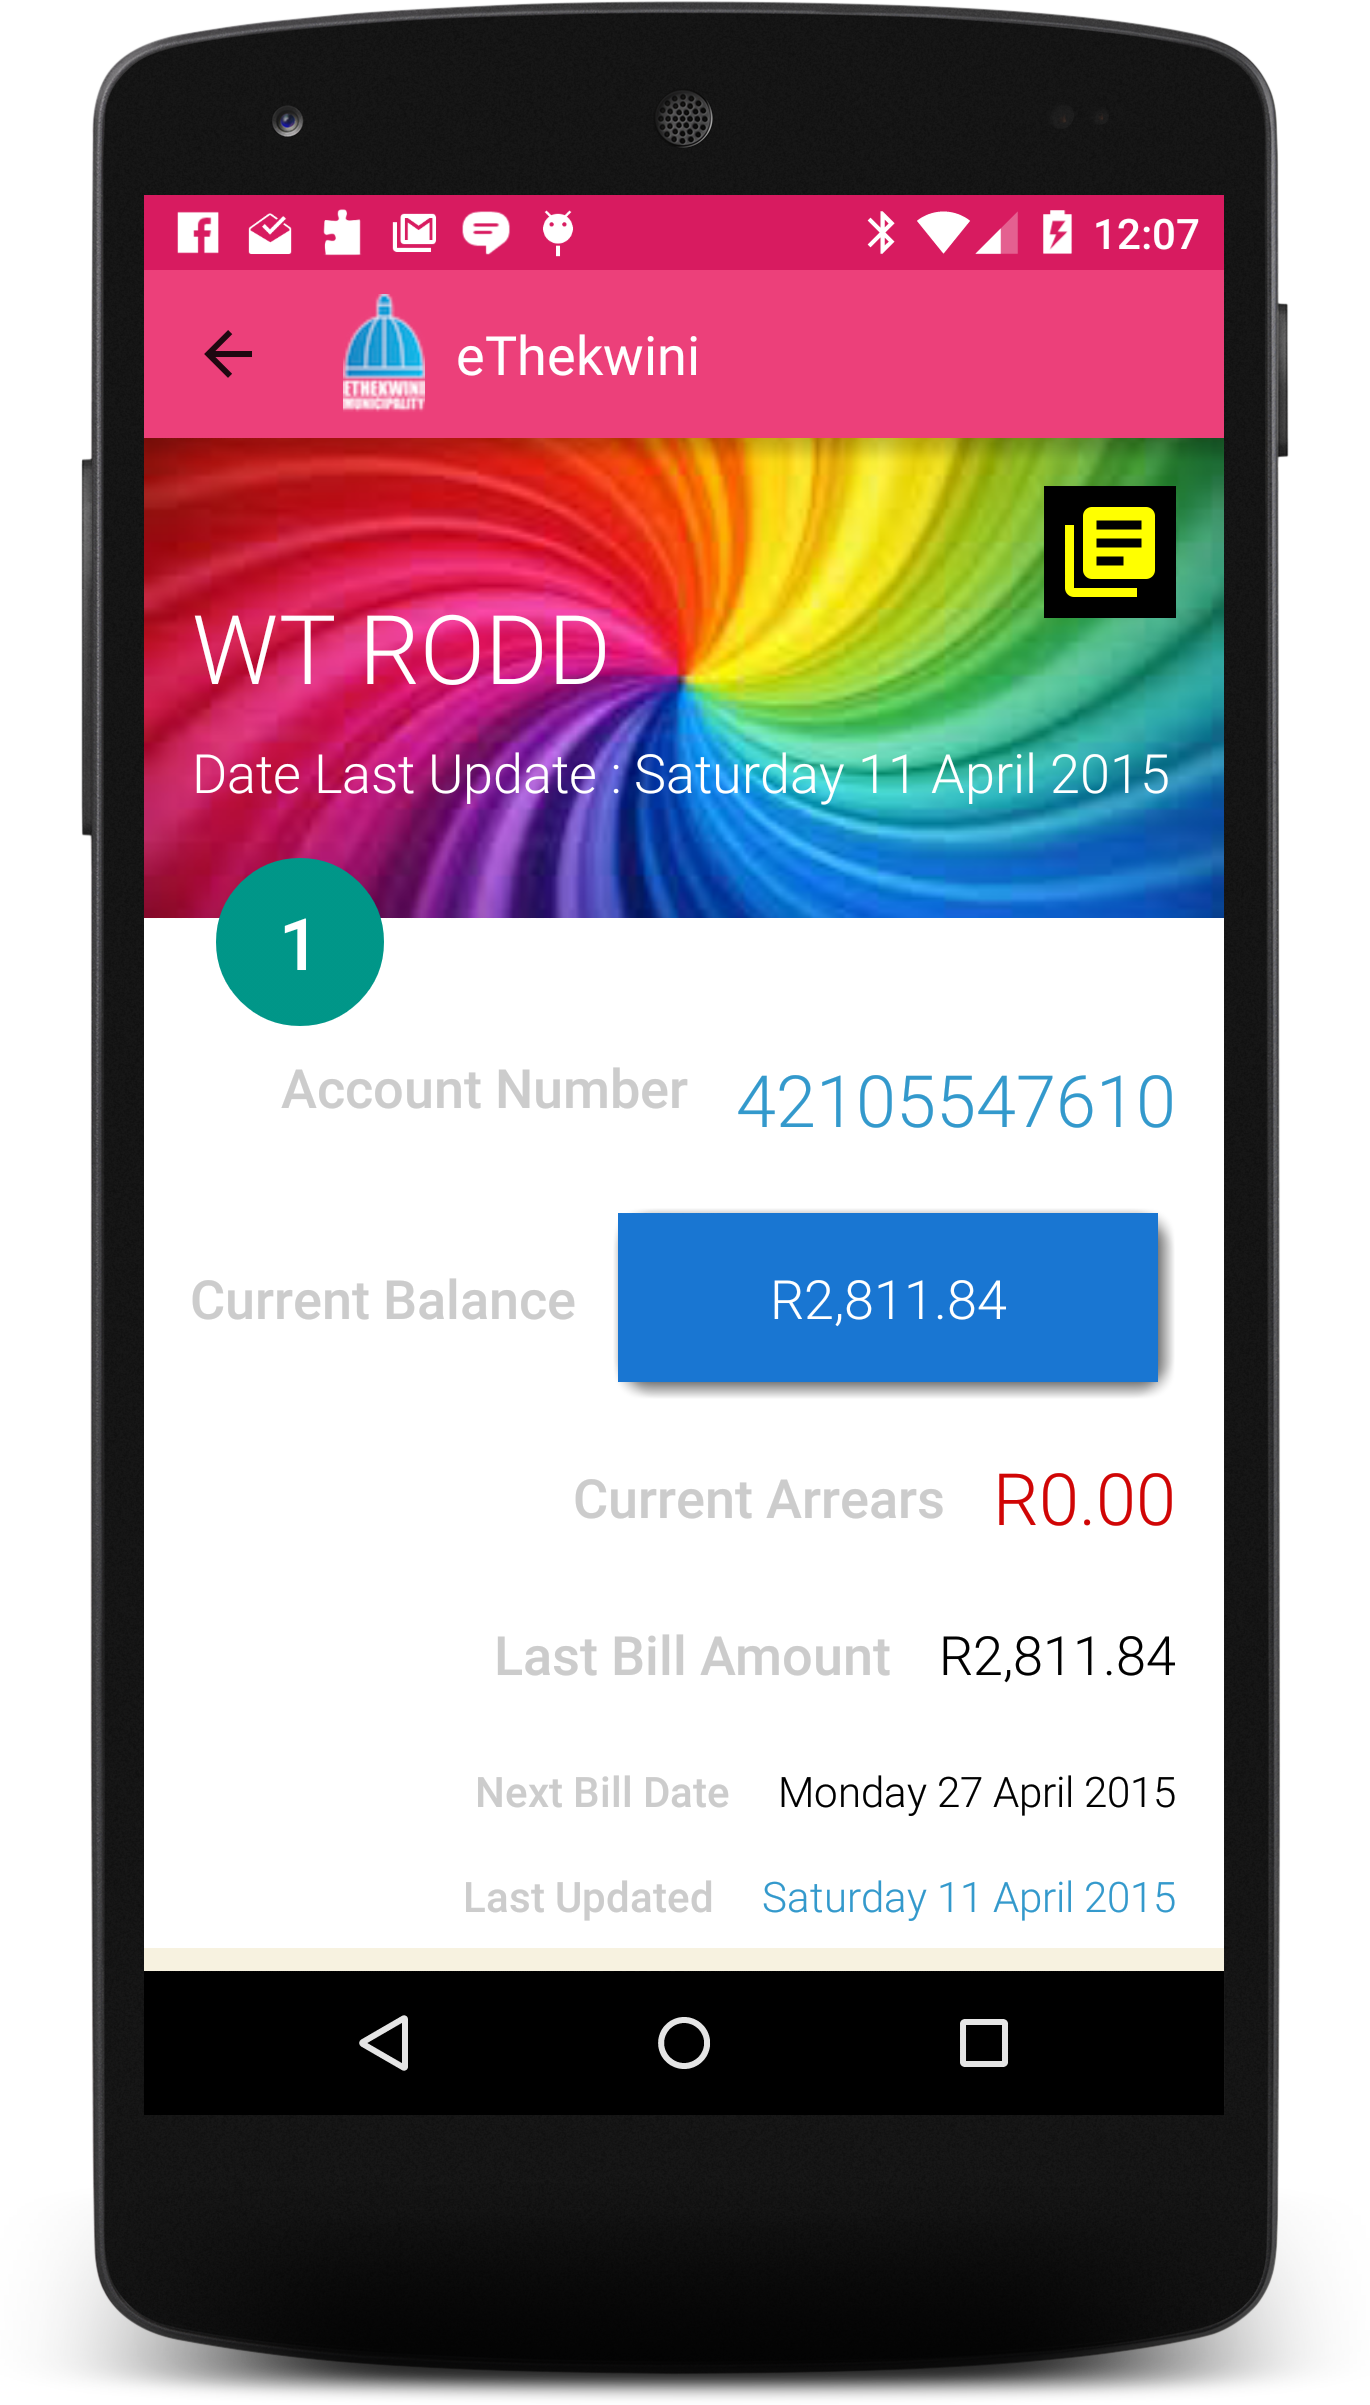 12:07
ETHEKWINI
MUNICIPALITY
eThekwini
WT RODD
Date Last Update : Saturday 11 April 2015
1
Account Number 42105547610
Current Balance R2,811.84
Current Arrears R0.00
Last Bill Amount R2,811.84
Next Bill Date Monday 27 April 2015
Last Updated Saturday 11 April 2015